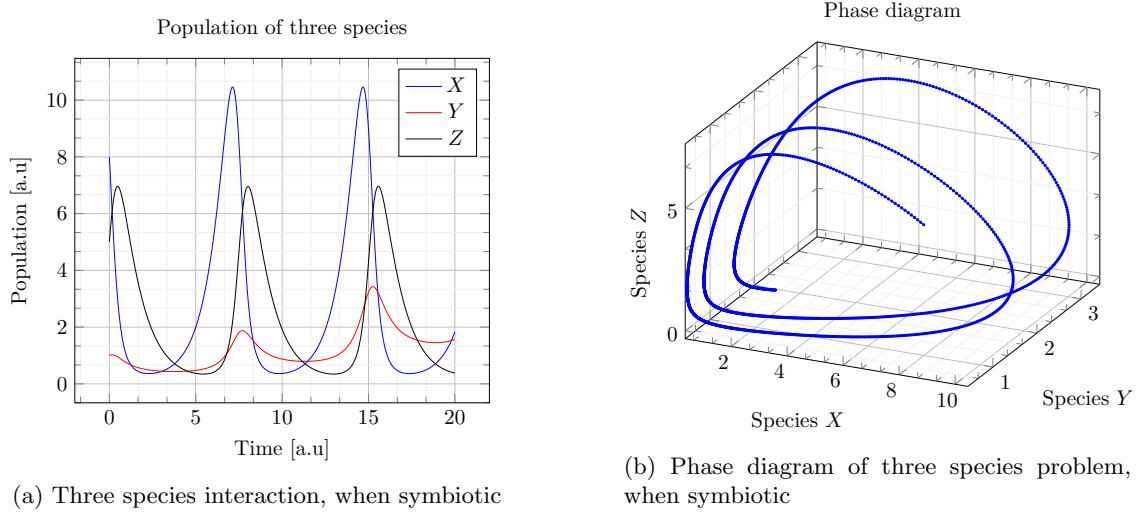 Population of three species
X
Y
Z
10
8
6
4
2
0
Population [a.u]
0
5
10
15
20
Time [a.u]
(a) Three species interaction, when symbiotic
Phase diagram
5
0
Species Z
2
4
6
8
10
Species X
1
2
3
Species Y
(b) Phase diagram of three species problem,
when symbiotic